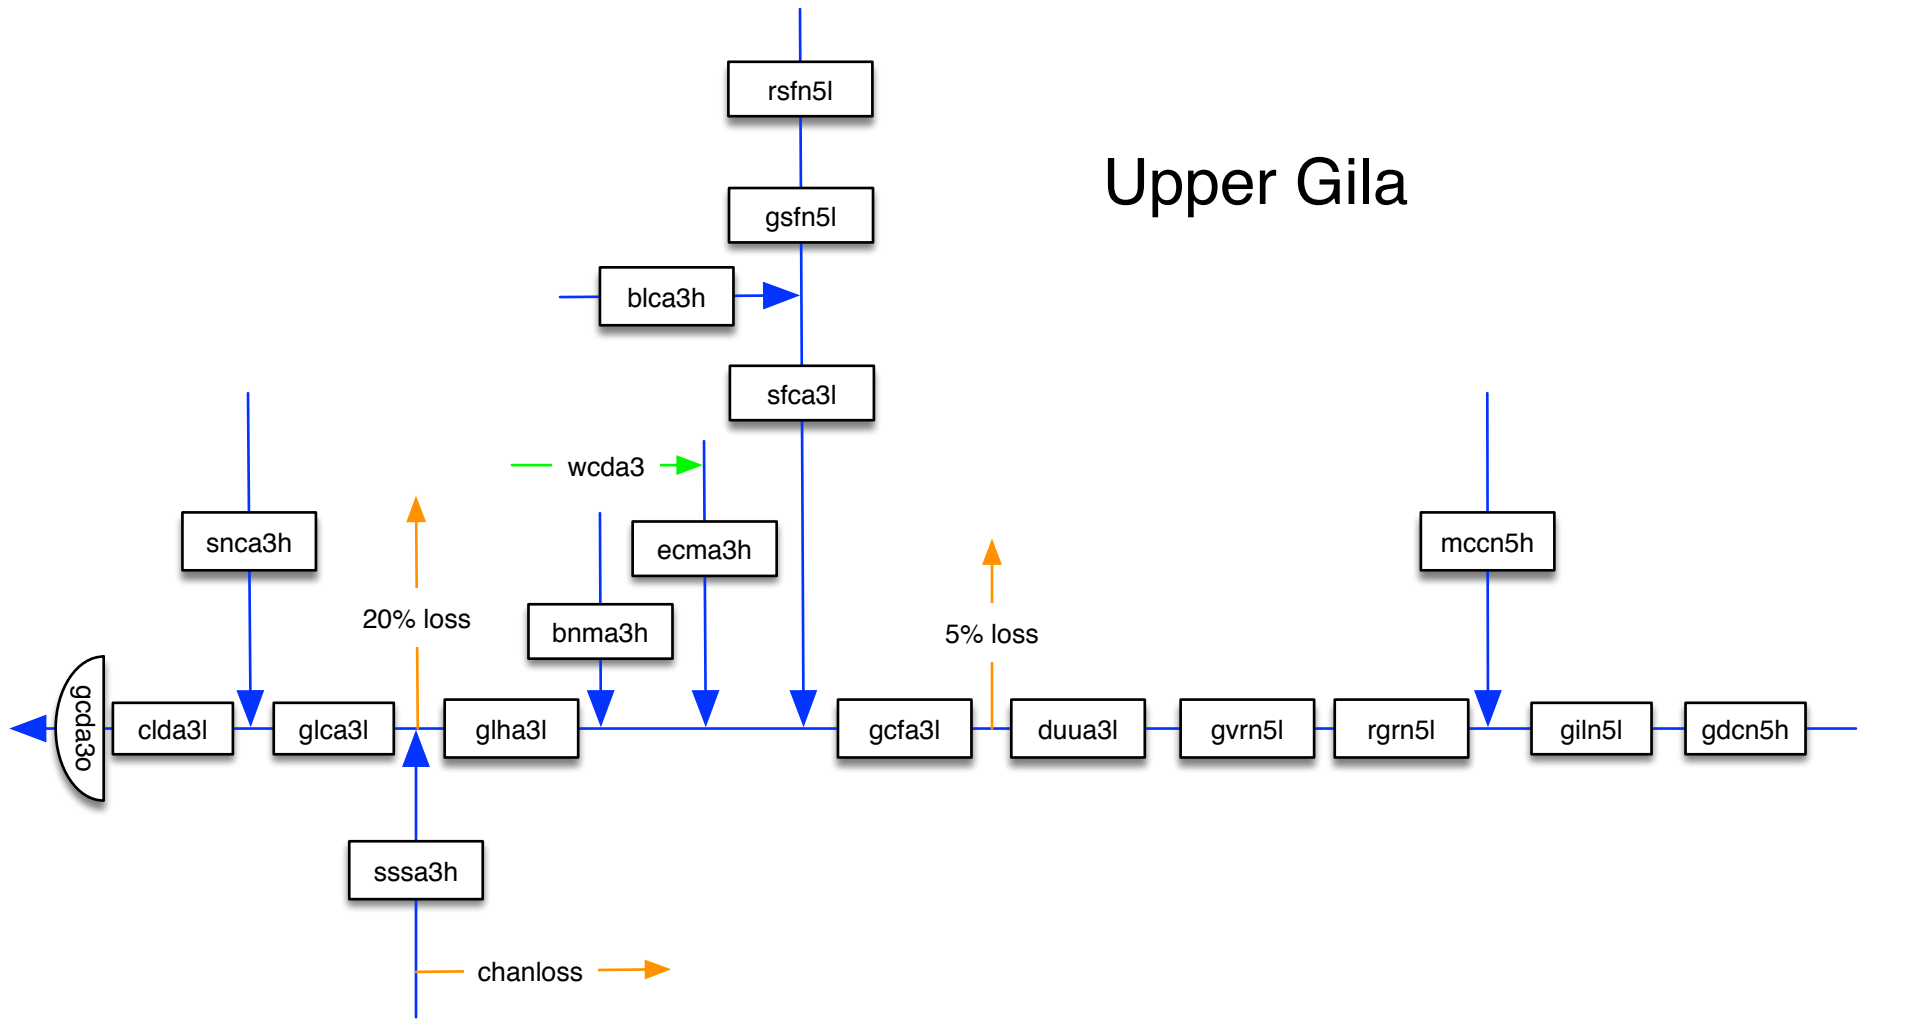 rsfn5l
Upper Gila
gsfn5l
blca3h
sfca3l
wcda3
snca3h
ecma3h
mccn5h
20% loss
bnma3h
5% loss
gcda3o
clda3l
glca3l
glha3l
gcfa3l
duua3l
gvrn5l
rgrn5l
giln5l
gdcn5h
sssa3h
chanloss